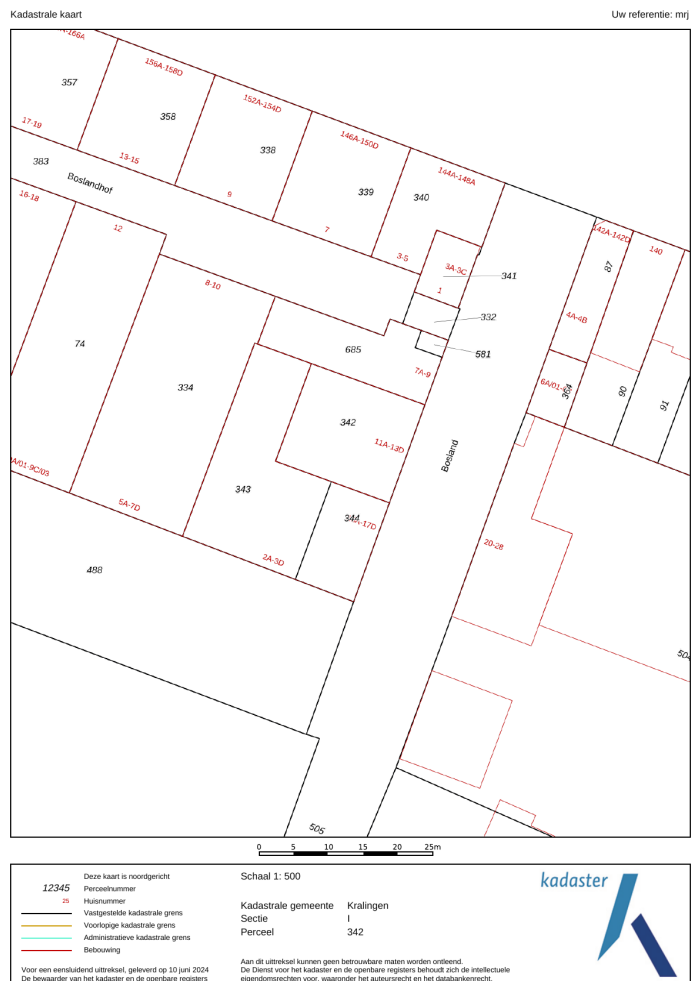 Kadastrale kaart
Uw referentie: mrj
156A-158D
357
358
152A-154D
17-19
338
146A-150D
13-15
383
Boslandhof
339
340
144A-148A
16-18
9
12
7
142A-142D
140
3-5
3A-3C
341
87
8-10
1
332
4A-4B
74
685
581
7A-9
334
364
90
91
342
11A-13D
Bosland
343
344
5A-7D
2A-3D
20-28
488
505
0 5 10 15 20 25m
Deze kaart is noordgericht
12345 Perceelnummer
25 Huisnummer
Vastgestelde kadastrale grens
Voorlopige kadastrale grens
Administratieve kadastrale grens
Bebouwing
Voor een eensluidend uittreksel, geleverd op 10 juni 2024
De bewaarder van het kadaster en de openbare registers
Schaal 1: 500
Kadastrale gemeente Kralingen
Sectie I
Perceel 342
Aan dit uittreksel kunnen geen betrouwbare maten worden ontleend.
De Dienst voor het kadaster en de openbare registers behoudt zich de intellectuele
eigendomsrechten voor, waaronder het auteursrecht en het databankenrecht.
kadaster